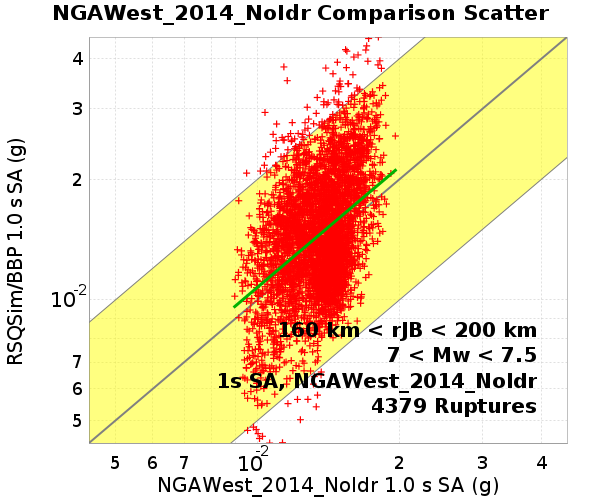 NGAWest_2014_NoIdr Comparison Scatter
RSQSim/BBP 1.0 s SA (g)
4
3
2
10-2
7
6
5
160 km < rJB < 200 km
7 < Mw < 7.5
1s SA, NGAWest_2014_NoIdr
4379 Ruptures
5 6 7 10-2 2 3 4
NGAWest_2014_NoIdr 1.0 s SA (g)